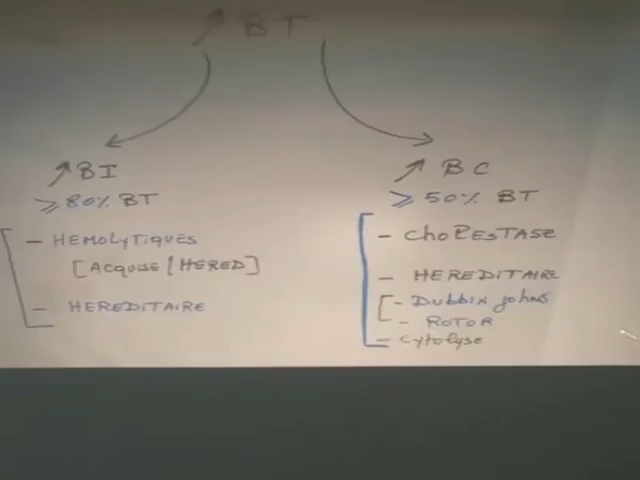 ↗ BT
↗ BI
≥ 80% BT
- HEMOLYTIQUES
[ACQUISE / HERED]
- HEREDITAIRE
↗ BC
≥ 50% BT
- CHOLESTASE
- HEREDITAIRE
- Dubbin Johns
- ROTOR
- Cytolyse